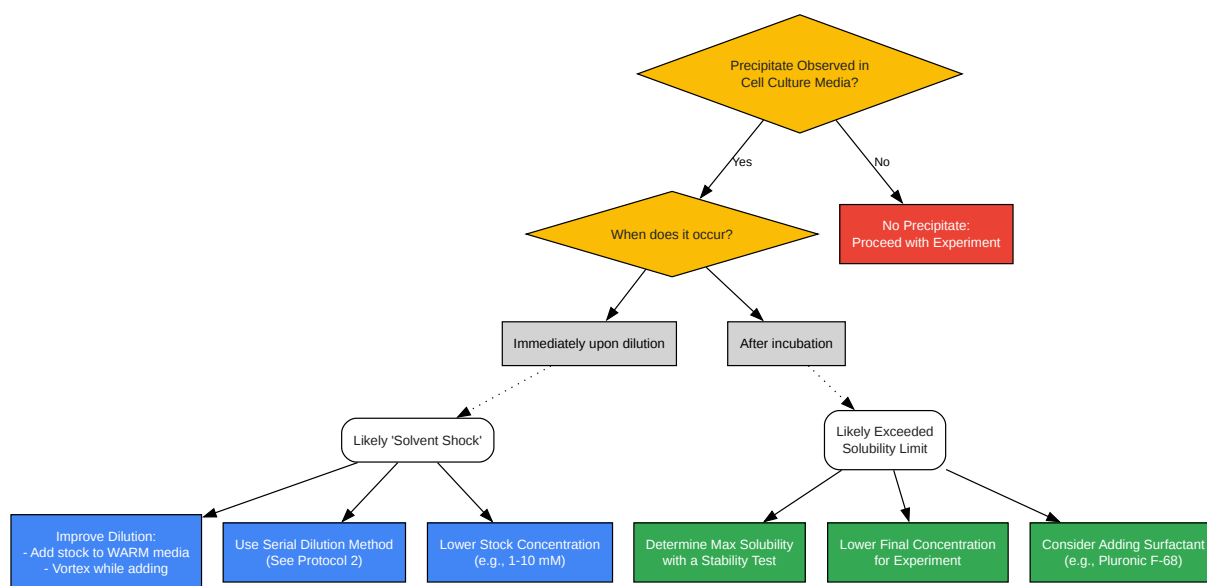 Precipitate Observed in
Cell Culture Media?
Yes
No
When does it occur?
No Precipitate:
Proceed with Experiment
Immediately upon dilution
After incubation
Likely 'Solvent Shock'
Likely Exceeded
Solubility Limit
Improve Dilution:
- Add stock to WARM media
- Vortex while adding
Use Serial Dilution Method
(See Protocol 2)
Lower Stock Concentration
(e.g., 1-10 mM)
Determine Max Solubility
with a Stability Test
Lower Final Concentration
for Experiment
Consider Adding Surfactant
(e.g., Pluronic F-68)